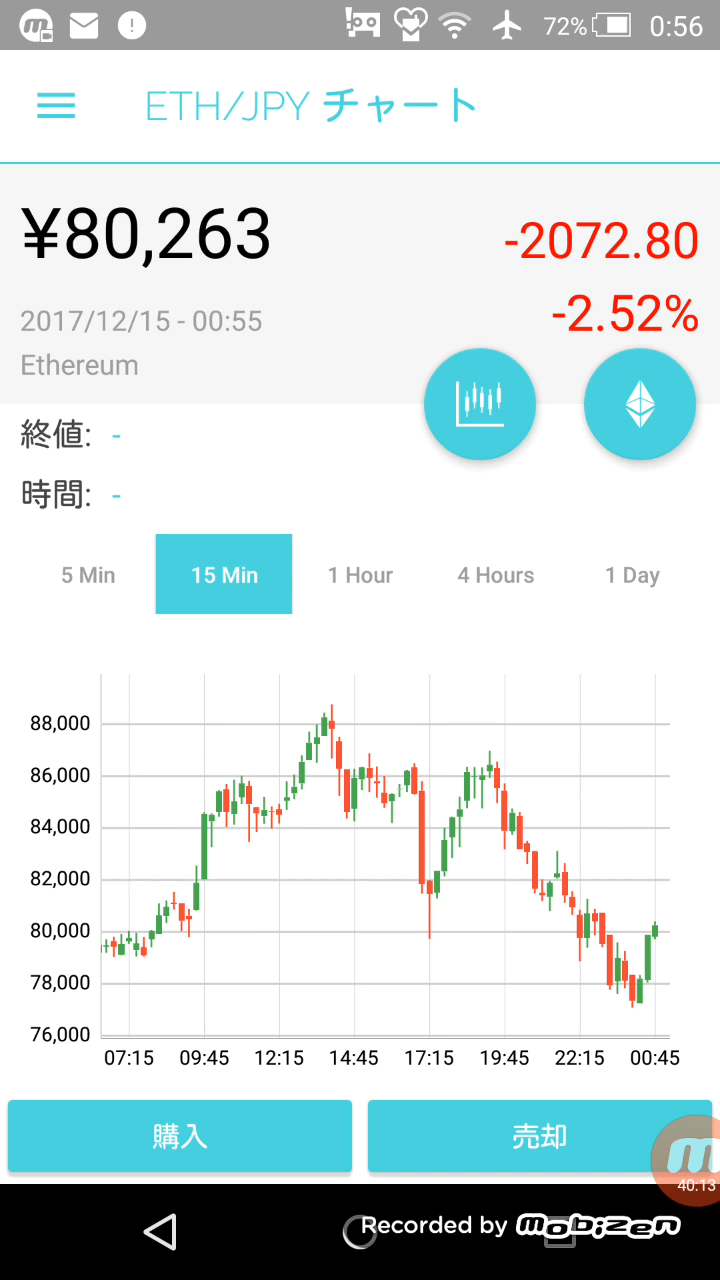 72% 0:56
ETH/JPY チャート
¥80,263
-2072.80
-2.52%
2017/12/15 - 00:55
Ethereum
終値: -
時間: -
5 Min 15 Min 1 Hour 4 Hours 1 Day
88,000
86,000
84,000
82,000
80,000
78,000
76,000
07:15 09:45 12:15 14:45 17:15 19:45 22:15 00:45
購入 売却
40:13
Recorded by mobizen